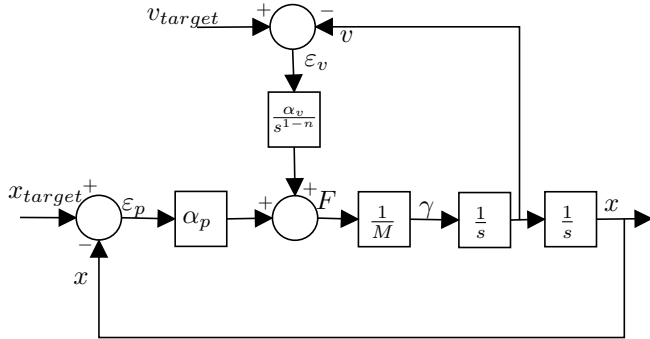 v_{target} + − v
ε_v
α_v / s^{1−n}
x_{target} + ε_p α_p + + F 1/M γ 1/s 1/s x
−
x